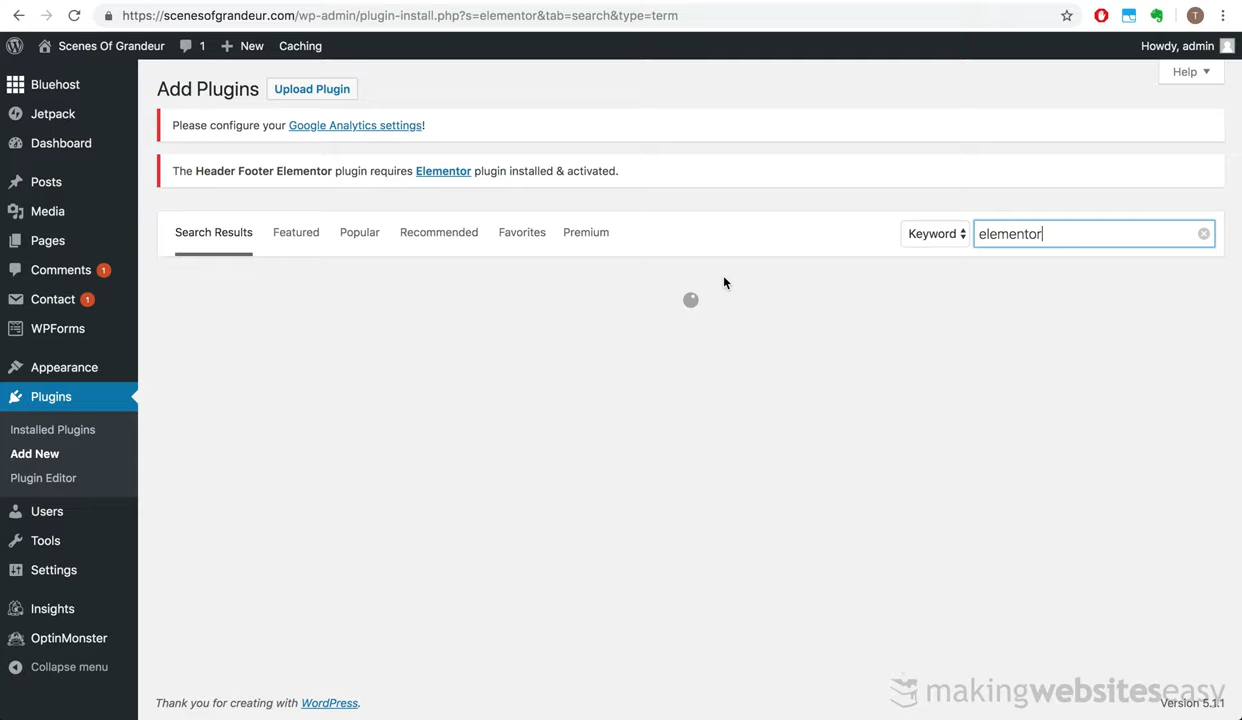 https://scenesofgrandeur.com/wp-admin/plugin-install.php?s=elementor&tab=search&type=term
T
Scenes Of Grandeur 1 New Caching Howdy, admin
Help
Bluehost
Jetpack
Dashboard
Posts
Media
Pages
Comments 1
Contact 1
WPForms
Appearance
Plugins
Installed Plugins
Add New
Plugin Editor
Users
Tools
Settings
Insights
OptinMonster
Collapse menu
Add Plugins Upload Plugin
Please configure your Google Analytics settings!
The Header Footer Elementor plugin requires Elementor plugin installed & activated.
Search Results Featured Popular Recommended Favorites Premium Keyword elementor
Thank you for creating with WordPress.
makingwebsiteseasy
Version 5.1.1